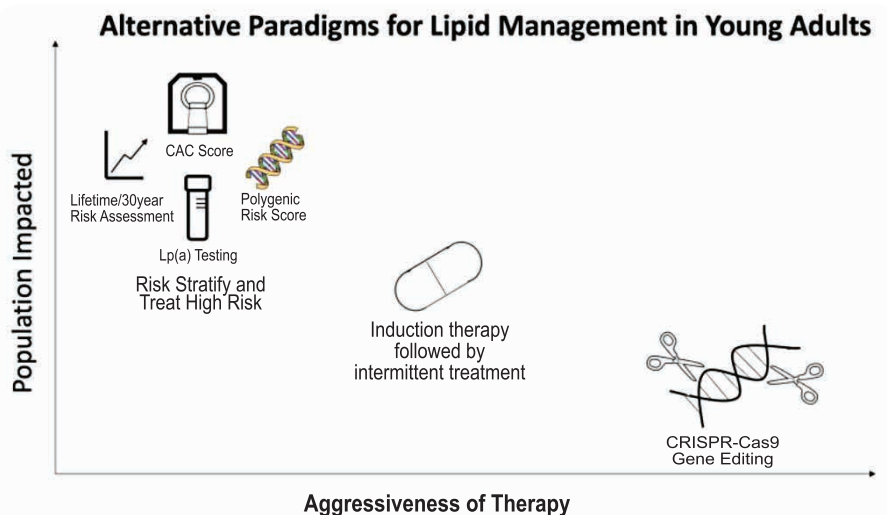 Alternative Paradigms for Lipid Management in Young Adults
Population Impacted
CAC Score
Lifetime/30year
Risk Assessment
Polygenic
Risk Score
Lp(a) Testing
Risk Stratify and
Treat High Risk
Induction therapy
followed by
intermittent treatment
CRISPR-Cas9
Gene Editing
Aggressiveness of Therapy